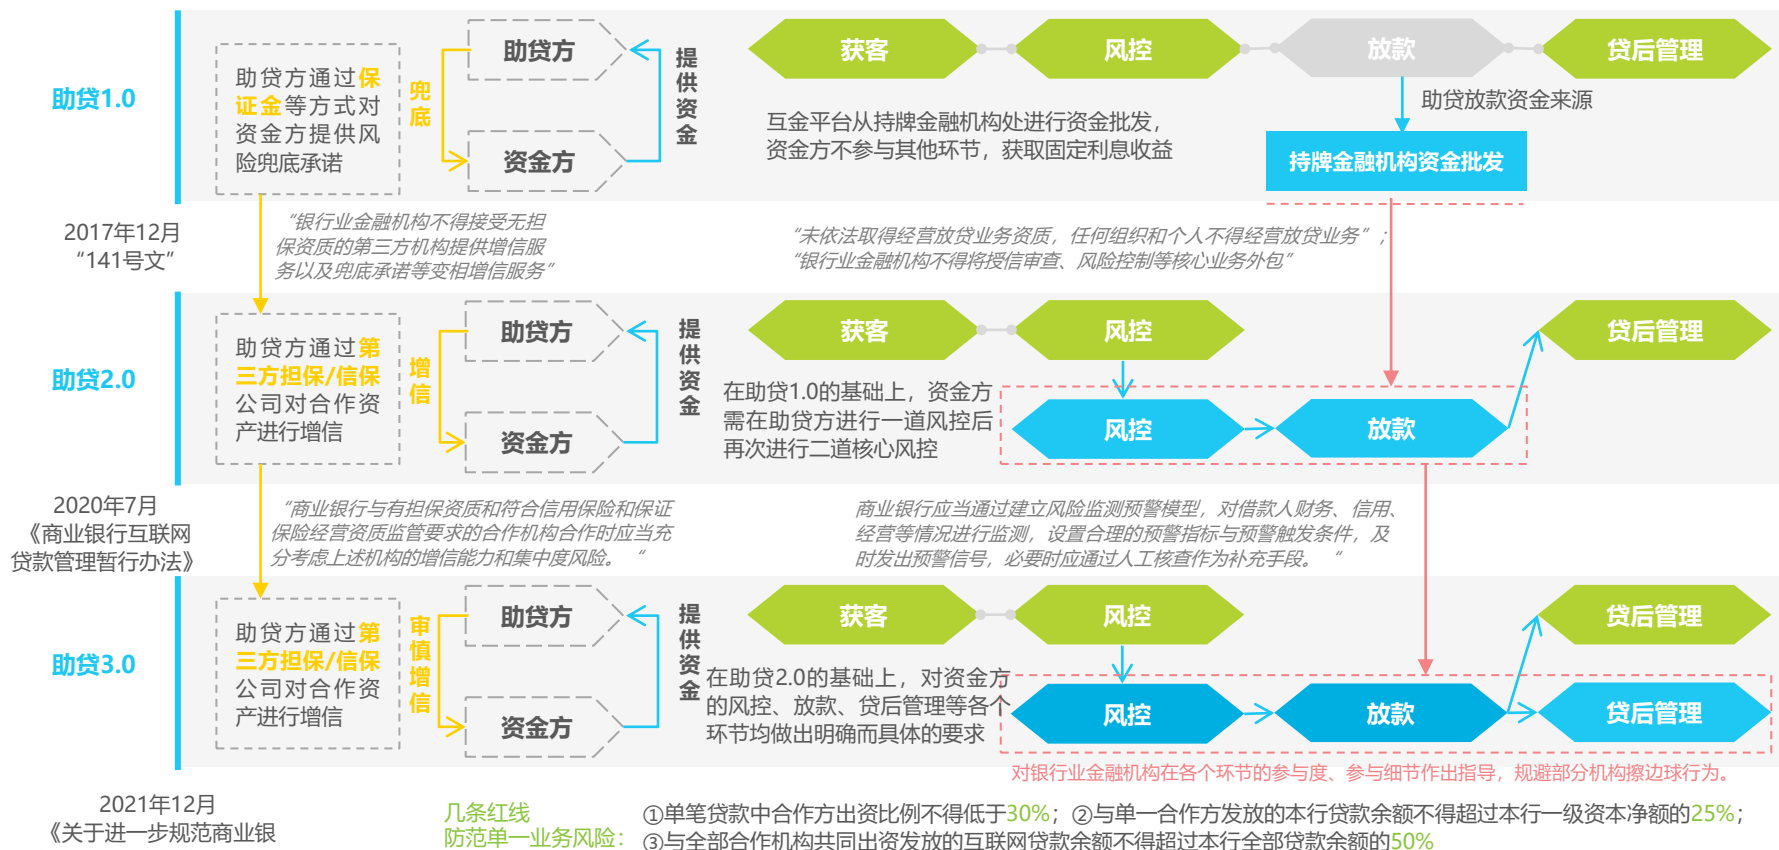 助贷1.0
助贷方通过保
证金等方式对
资金方提供风
险兜底承诺
兜底
助贷方
资金方
提供资金
获客
风控
放款
贷后管理
互金平台从持牌金融机构处进行资金批发,
资金方不参与其他环节，获取固定利息收益
助贷放款资金来源
持牌金融机构资金批发
2017年12月
“141号文”
“银行业金融机构不得接受无担
保资质的第三方机构提供增信服
务以及兜底承诺等变相增信服务”
“未依法取得经营放贷业务资质，任何组织和个人不得经营放贷业务”；
“银行业金融机构不得将授信审查、风险控制等核心业务外包”
助贷2.0
助贷方通过第
三方担保/信保
公司对合作资
产进行增信
增信
助贷方
资金方
提供资金
获客
风控
贷后管理
在助贷1.0的基础上，资金方
需在助贷方进行一道风控后
再次进行二道核心风控
风控
放款
2020年7月
《商业银行互联网
贷款管理暂行办法》
“商业银行与有担保资质和符合信用保险和保证
保险经营资质监管要求的合作机构合作时应当充
分考虑上述机构的增信能力和集中度风险。 “
商业银行应当通过建立风险监测预警模型，对借款人财务、信用、
经营等情况进行监测，设置合理的预警指标与预警触发条件，及
时发出预警信号，必要时应通过人工核查作为补充手段。 “
助贷3.0
助贷方通过第
三方担保/信保
公司对合作资
产进行增信
审慎增信
助贷方
资金方
提供资金
获客
风控
贷后管理
在助贷2.0的基础上，对资金方
的风控、放款、贷后管理等各个
环节均做出明确而具体的要求
风控
放款
贷后管理
对银行业金融机构在各个环节的参与度、参与细节作出指导，规避部分机构擦边球行为。
2021年12月
《关于进一步规范商业银
几条红线
防范单一业务风险：
①单笔贷款中合作方出资比例不得低于30%；②与单一合作方发放的本行贷款余额不得超过本行一级资本净额的25%；
③与全部合作机构共同出资发放的互联网贷款余额不得超过本行全部贷款余额的50%